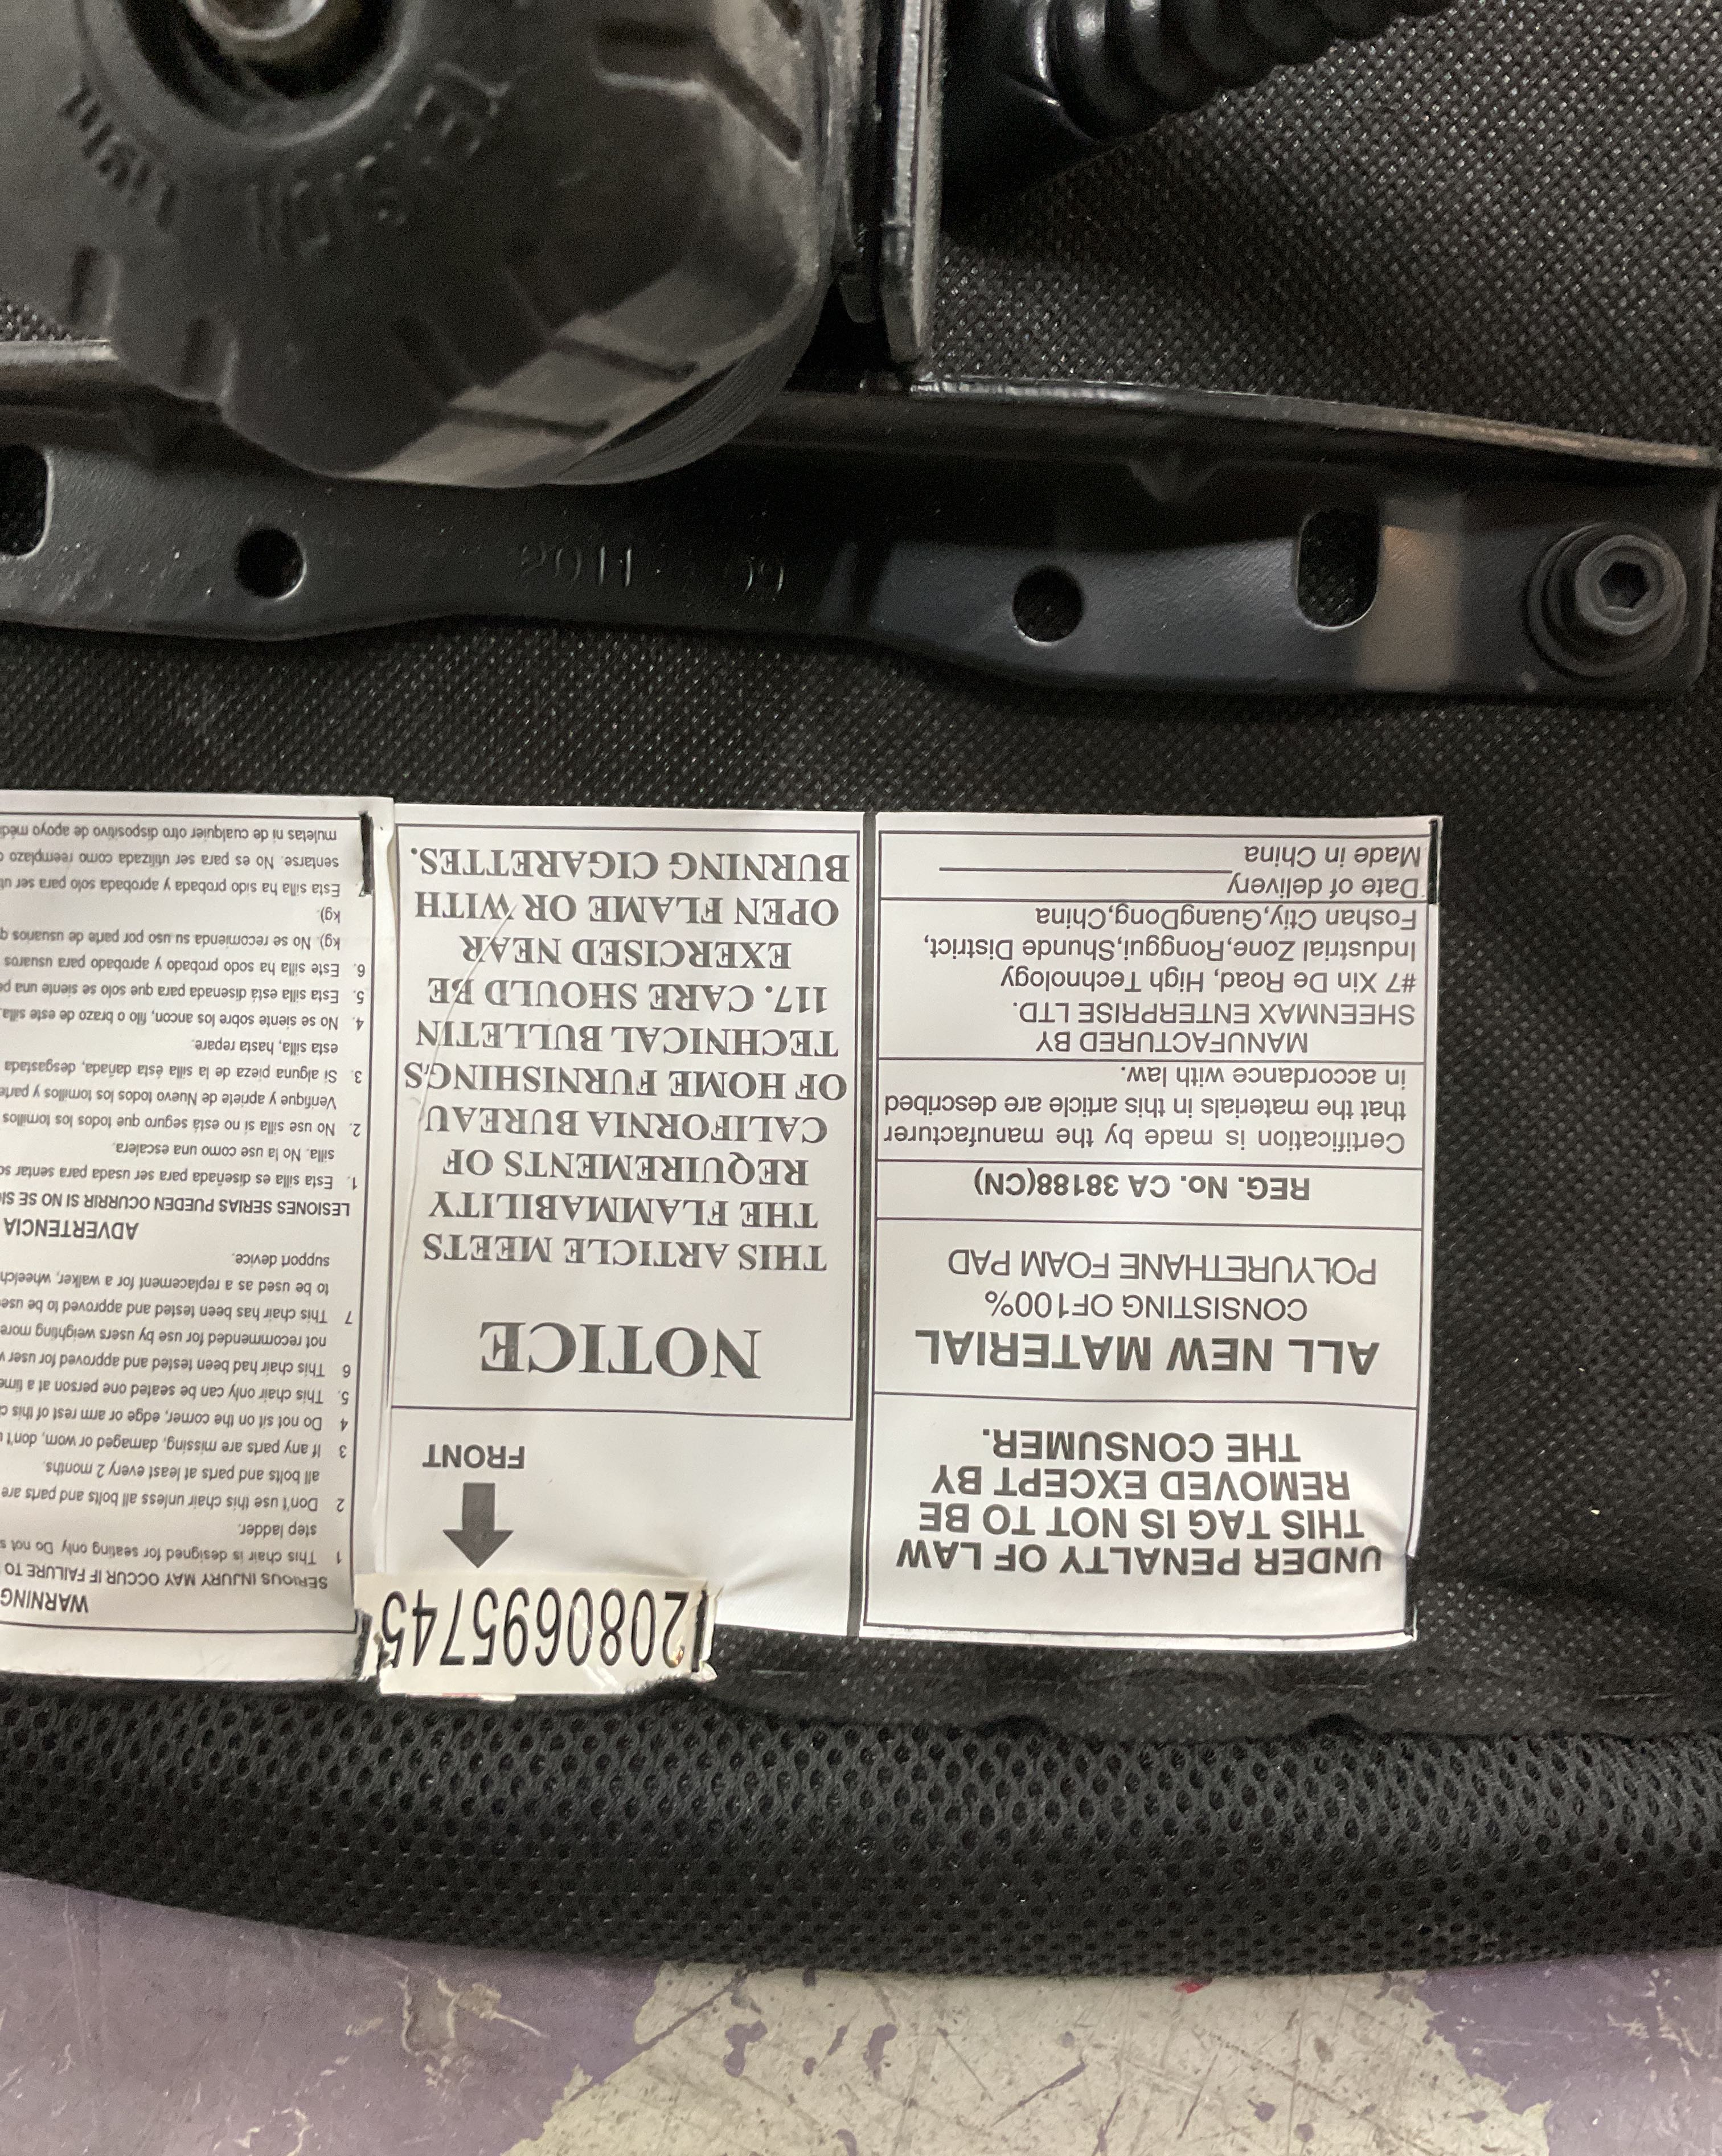 UNDER PENALTY OF LAW
THIS TAG IS NOT TO BE
REMOVED EXCEPT BY
THE CONSUMER.
ALL NEW MATERIAL
CONSISTING OF100%
POLYURETHANE FOAM PAD
REG. No. CA 38188(CN)
Certification is made by the manufacturer
that the materials in this article are described
in accordance with law.
MANUFACTURED BY
SHEENMAX ENTERPRISE LTD.
#7 Xin De Road, High Technology
Industrial Zone,Ronggui,Shunde District,
Foshan Ctiy,GuangDong,China
Date of delivery
Made in China
12080695745
FRONT
NOTICE
THIS ARTICLE MEETS
THE FLAMMABILITY
REQUIREMENTS OF
CALIFORNIA BUREAU
OF HOME FURNISHINGS
TECHNICAL BULLETIN
117. CARE SHOULD BE
EXERCISED NEAR
OPEN FLAME OR WITH
BURNING CIGARETTES.
WARNING
SERIOUS INJURY MAY OCCUR IF FAILURE TO
1 This chair is designed for seating only Do not
step ladder.
2 Don't use this chair unless all bolts and parts are
all bolts and parts at least every 2 months.
3 If any parts are missing, damaged or worn, don't
4 Do not sit on the corner, edge or arm rest of this
5. This chair only can be seated one person at a time
6 This chair had been tested and approved for user
not recommended for use by users weighting more
7 This chair has been tested and approved to be
to be used as a replacement for a walker,
support device.
ADVERTENCIA
LESIONES SERIAS PUEDEN OCURRIR SI NO SE
1. Esta silla es diseñada para ser usada para sentar
silla. No la use como una escalera.
2. No use silla si no está seguro que todos los tornillos
Verifique y apriete de Nuevo todos los tornillos y
3. Si alguna pieza de la silla ésta dañada, desgastada
esta silla, hasta repare.
4. No se siente sobre los ancon, filo o brazo de este silla
5. Esta silla está disenada para que solo se siente una
6. Este silla ha sodo probado y aprobado para usuaros
kg). No se recomienda su uso por parte de usuarios
kg).
7. Esta silla ha sido probada y aprobada solo para ser
sentarse. No es para ser utilizada como reemplazo
muletas ni de cualquier otro dispositivo de apoyo